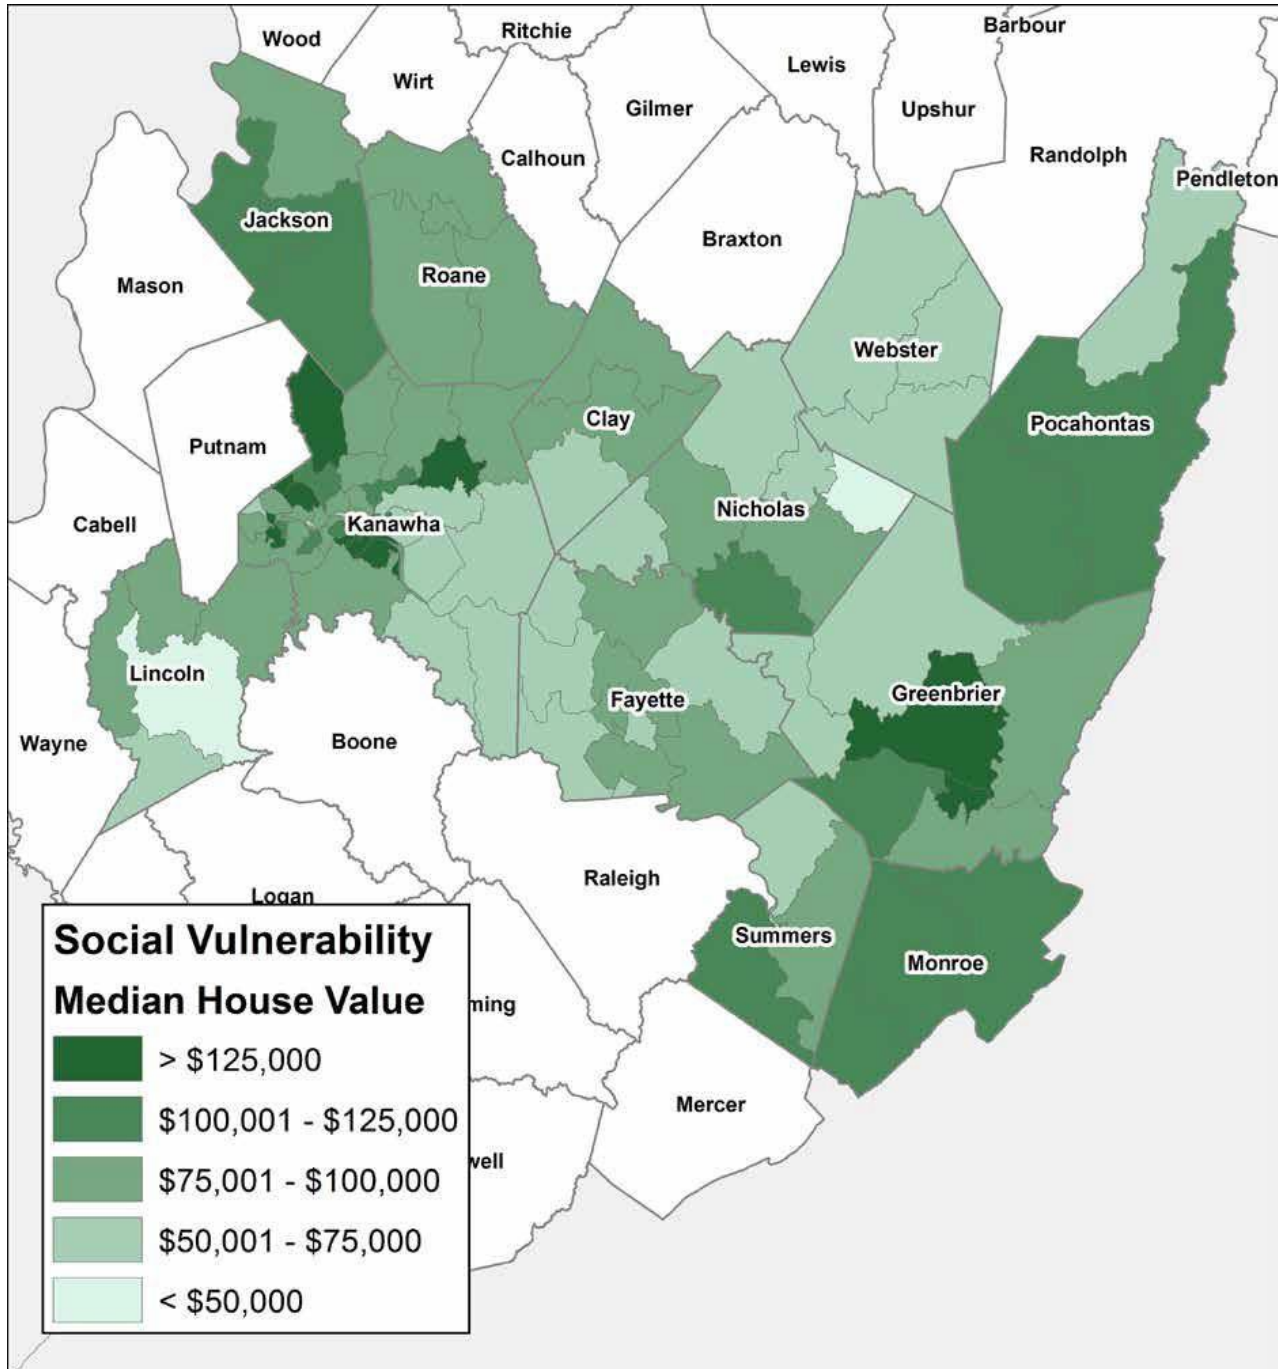 Wood
Ritchie
Barbour
Wirt
Lewis
Gilmer
Upshur
Calhoun
Randolph
Pendleton
Jackson
Braxton
Roane
Mason
Webster
Clay
Pocahontas
Putnam
Nicholas
Cabell
Kanawha
Lincoln
Greenbrier
Fayette
Wayne
Boone
Raleigh
Logan
Summers
Monroe
ming
Mercer
well
Social Vulnerability
Median House Value
> $125,000
$100,001 - $125,000
$75,001 - $100,000
$50,001 - $75,000
< $50,000